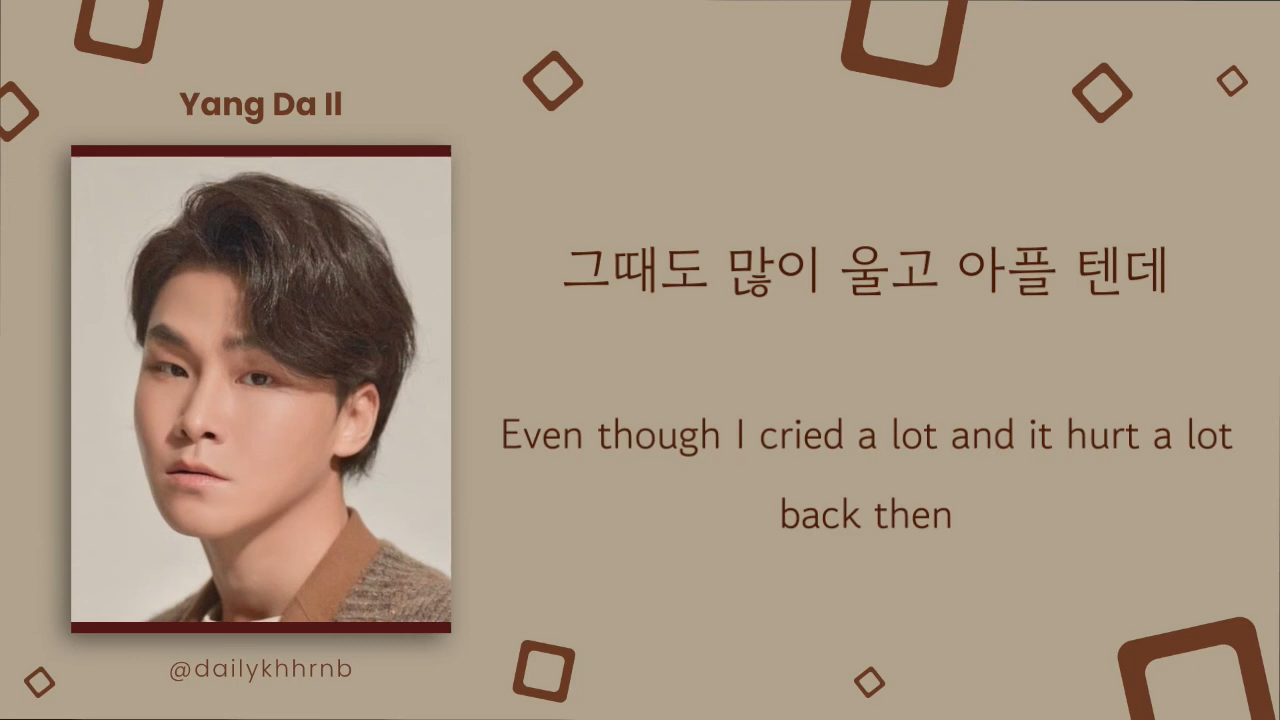 Yang Da Il
그때도 많이 울고 아플 텐데
Even though I cried a lot and it hurt a lot
back then
@dailykhhrnb